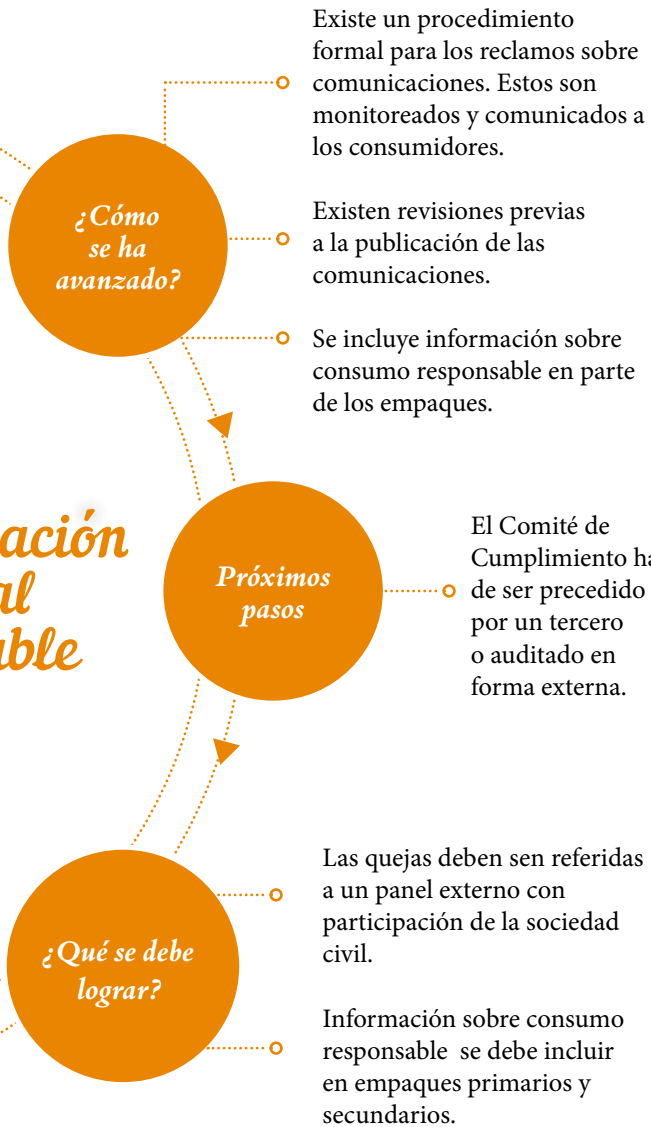 Existe un procedimiento
formal para los reclamos sobre
comunicaciones. Estos son
monitoreados y comunicados a
los consumidores.
¿Cómo
se ha
avanzado?
Existen revisiones previas
a la publicación de las
comunicaciones.
Se incluye información sobre
consumo responsable en parte
de los empaques.
ación
al
able
Próximos
pasos
El Comité de
Cumplimiento ha
de ser precedido
por un tercero
o auditado en
forma externa.
¿Qué se debe
lograr?
Las quejas deben sen referidas
a un panel externo con
participación de la sociedad
civil.
Información sobre consumo
responsable se debe incluir
en empaques primarios y
secundarios.